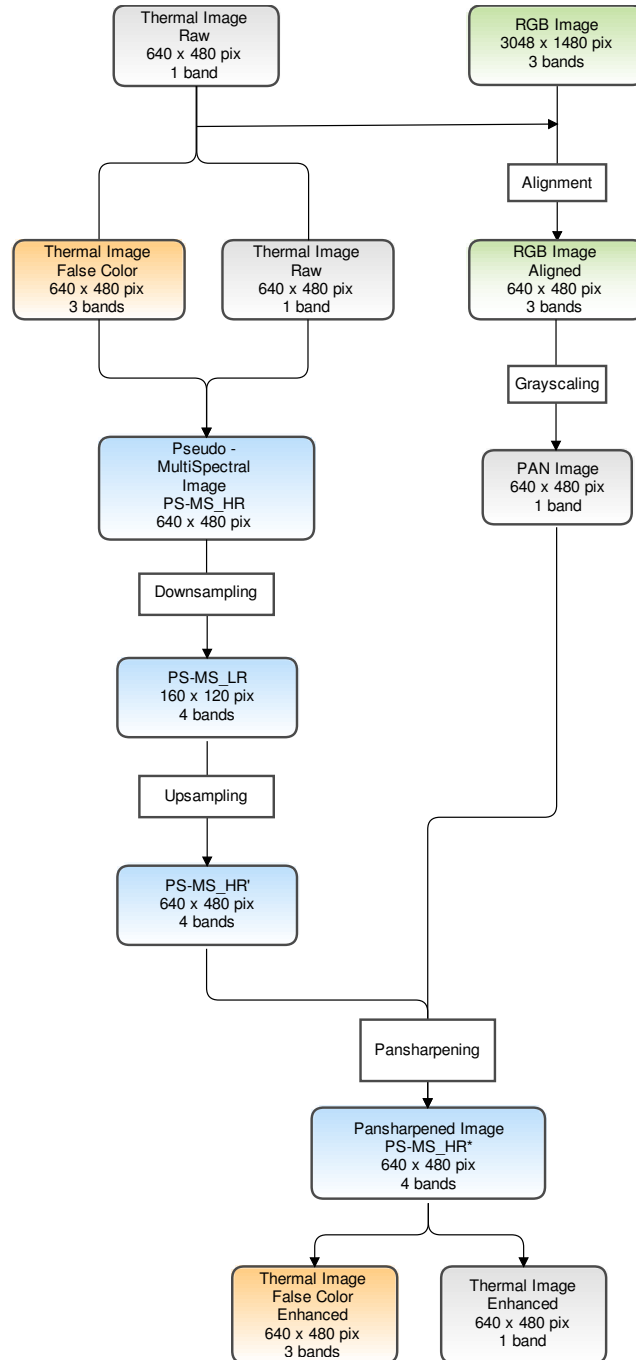 Thermal Image
Raw
640 x 480 pix
1 band
RGB Image
3048 x 1480 pix
3 bands
Alignment
Thermal Image
False Color
640 x 480 pix
3 bands
Thermal Image
Raw
640 x 480 pix
1 band
RGB Image
Aligned
640 x 480 pix
3 bands
Grayscaling
Pseudo -
MultiSpectral
Image
PS-MS_HR
640 x 480 pix
PAN Image
640 x 480 pix
1 band
Downsampling
PS-MS_LR
160 x 120 pix
4 bands
Upsampling
PS-MS_HR'
640 x 480 pix
4 bands
Pansharpening
Pansharpened Image
PS-MS_HR*
640 x 480 pix
4 bands
Thermal Image
False Color
Enhanced
640 x 480 pix
3 bands
Thermal Image
Enhanced
640 x 480 pix
1 band